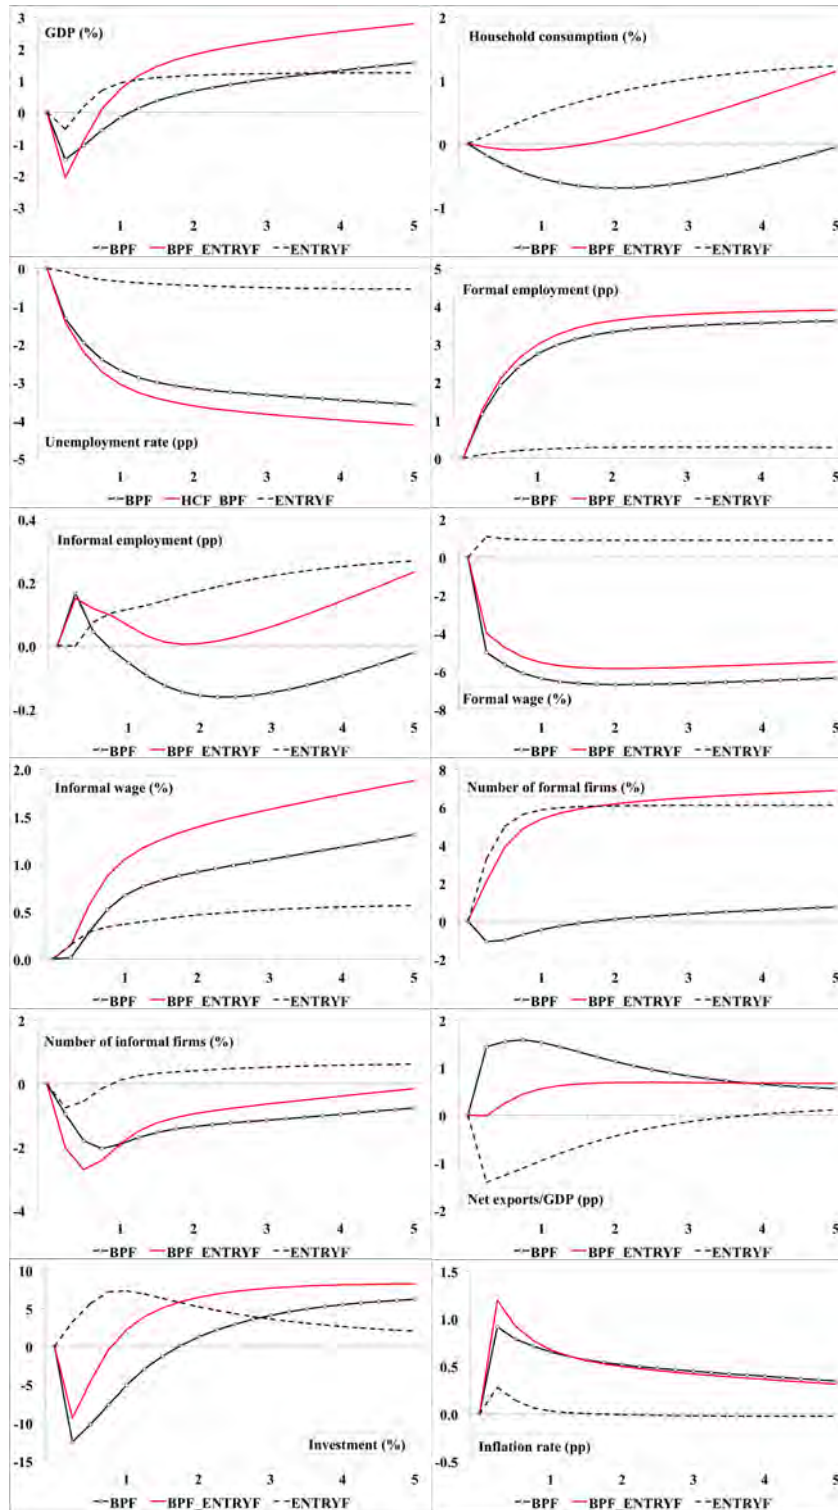 GDP (%)
3
2
1
0
-1
-2
-3
1 2 3 4 5
BPF BPF_ENTRYF ENTRYF
Household consumption (%)
2
1
0
-1
1 2 3 4 5
BPF BPF_ENTRYF ENTRYF
Unemployment rate (pp)
0
-1
-2
-3
-4
-5
1 2 3 4 5
BPF HCF_BPF ENTRYF
Formal employment (pp)
5
4
3
2
1
0
1 2 3 4 5
BPF BPF_ENTRYF ENTRYF
Informal employment (pp)
0.4
0.2
0.0
-0.2
1 2 3 4 5
BPF BPF_ENTRYF ENTRYF
Formal wage (%)
2
0
-2
-4
-6
-8
1 2 3 4 5
BPF BPF_ENTRYF ENTRYF
Informal wage (%)
2.0
1.5
1.0
0.5
0.0
1 2 3 4 5
BPF BPF_ENTRYF ENTRYF
Number of formal firms (%)
8
6
4
2
0
-2
1 2 3 4 5
BPF BPF_ENTRYF ENTRYF
Number of informal firms (%)
2
0
-2
-4
1 2 3 4 5
BPF BPF_ENTRYF ENTRYF
Net exports/GDP (pp)
2
1
0
-1
-2
1 2 3 4 5
BPF BPF_ENTRYF ENTRYF
Investment (%)
10
5
0
-5
-10
-15
1 2 3 4 5
BPF BPF_ENTRYF ENTRYF
Inflation rate (pp)
1.5
1.0
0.5
0.0
-0.5
1 2 3 4 5
BPF BPF_ENTRYF ENTRYF